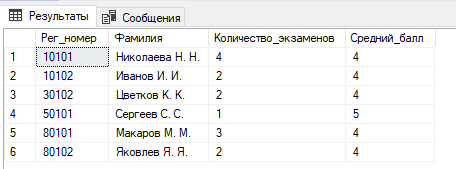 Результаты Сообщения
Рег_номер Фамилия Количество_экзаменов Средний_балл
1 10101 Николаева Н. Н. 4 4
2 10102 Иванов И. И. 2 4
3 30102 Цветков К. К. 2 4
4 50101 Сергеев С. С. 1 5
5 80101 Макаров М. М. 3 4
6 80102 Яковлев Я. Я. 2 4